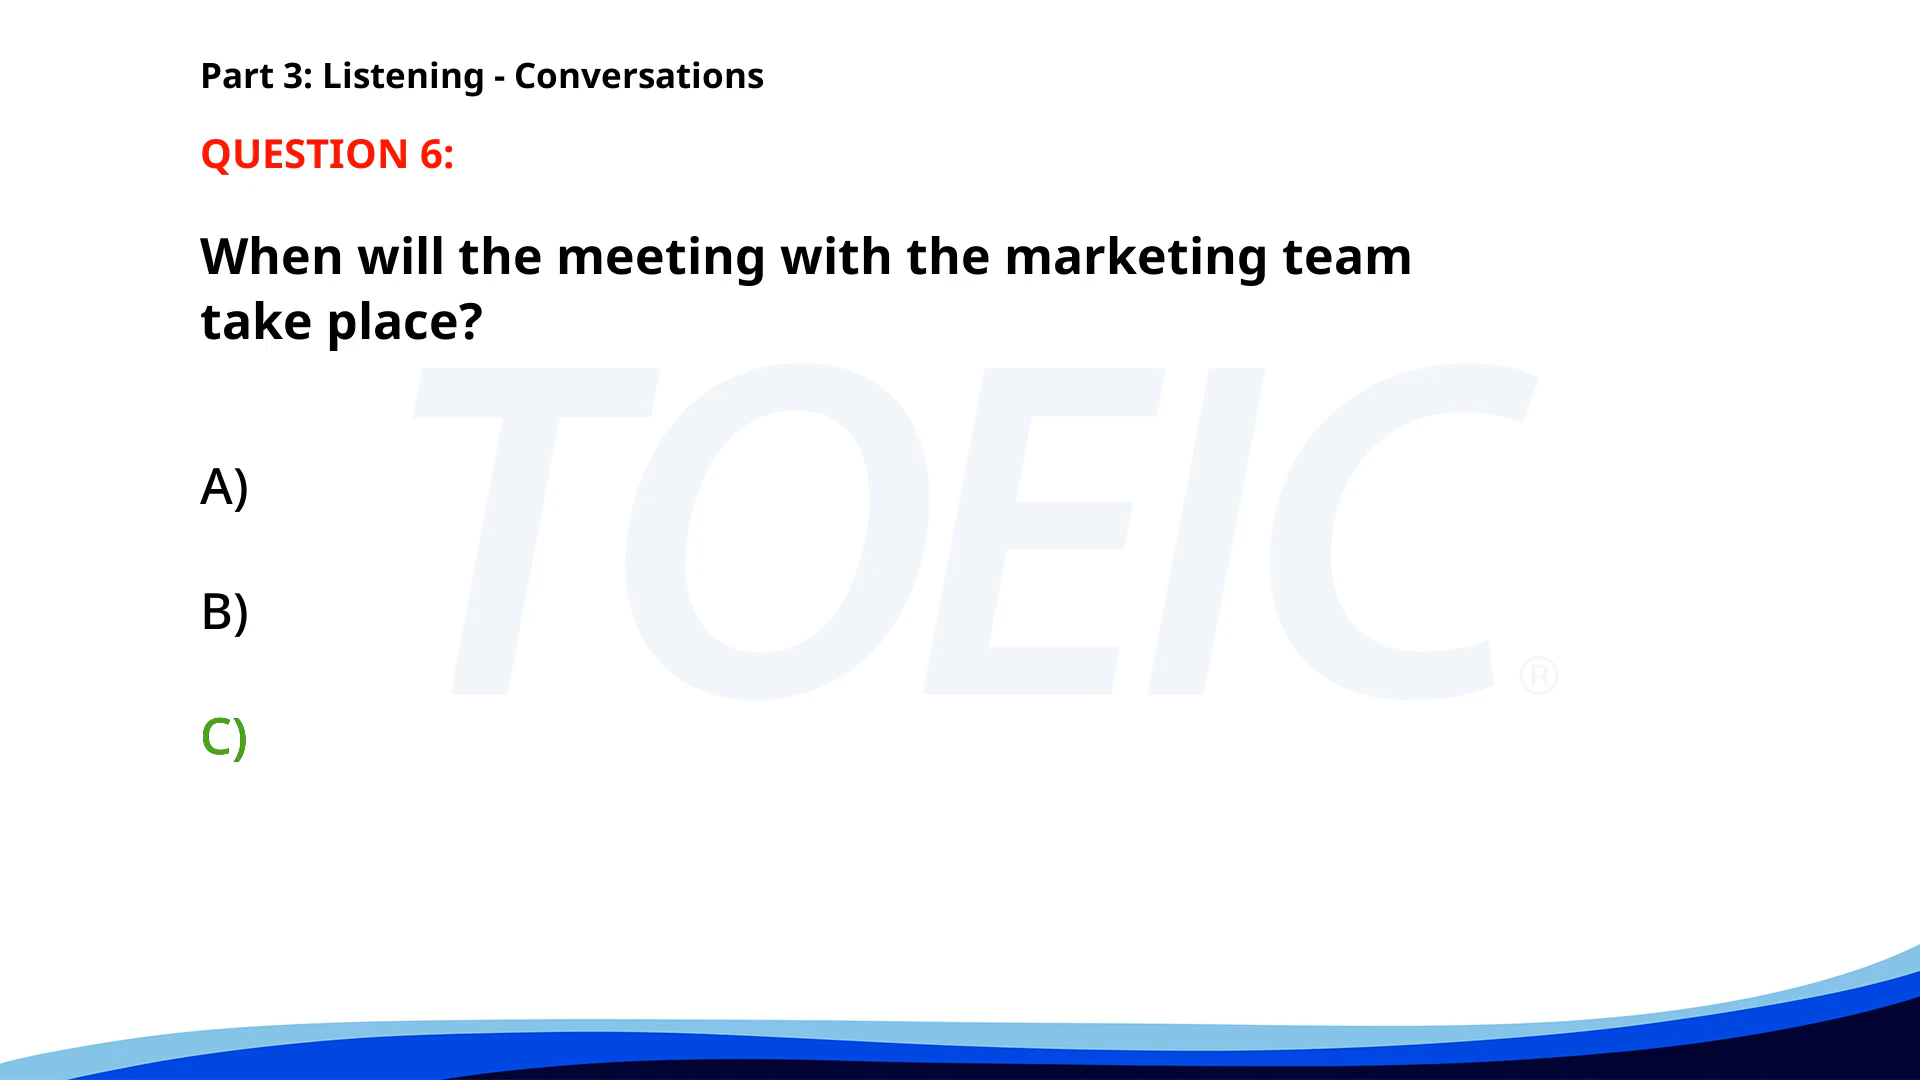 Part 3: Listening - Conversations
QUESTION 6:
When will the meeting with the marketing team
take place?
TOEIC®
A)
B)
C)